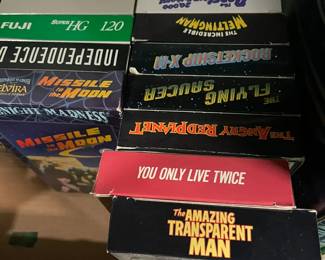 FUJI SUPER HG 120
INDEPENDENCE D
ELVIRA
MISSILE
to the
MOON
MIDNIGHT MADNESS
MISSILE
to the
MOON
THE INCREDIBLE
MELTING MAN
ROCKETSHIP X-M
THE FLYING
SAUCER
THE ANGRY RED PLANET
YOU ONLY LIVE TWICE
The
AMAZING
TRANSPARENT
MAN